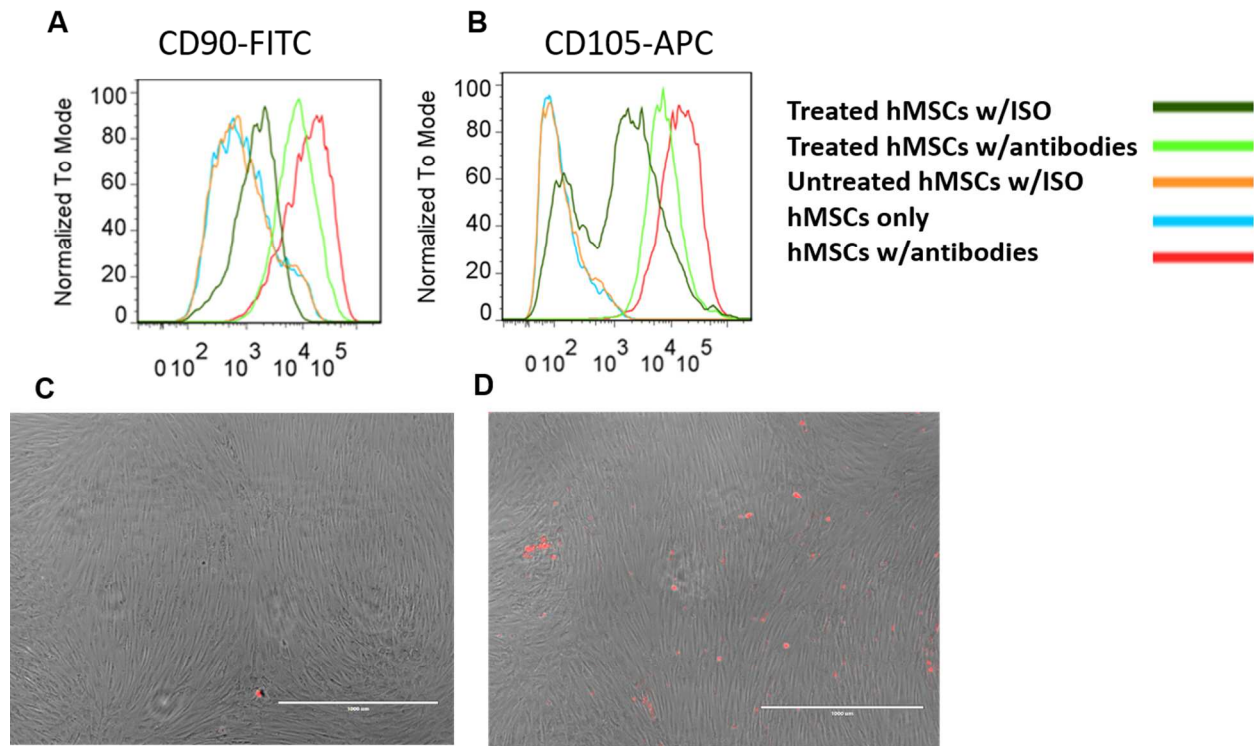 A
CD90-FITC
Normalized To Mode
100
80
60
40
20
0
0 10² 10³ 10⁴ 10⁵
B
CD105-APC
Normalized To Mode
100
80
60
40
20
0
0 10² 10³ 10⁴ 10⁵
Treated hMSCs w/ISO
Treated hMSCs w/antibodies
Untreated hMSCs w/ISO
hMSCs only
hMSCs w/antibodies
C
D